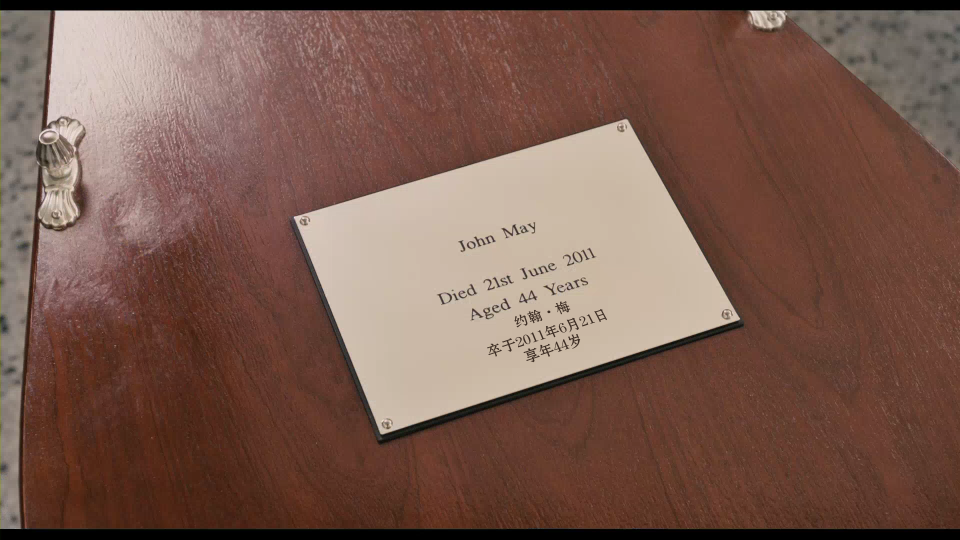 John May
Died 21st June 2011
Aged 44 Years
约翰·梅
卒于2011年6月21日
享年44岁